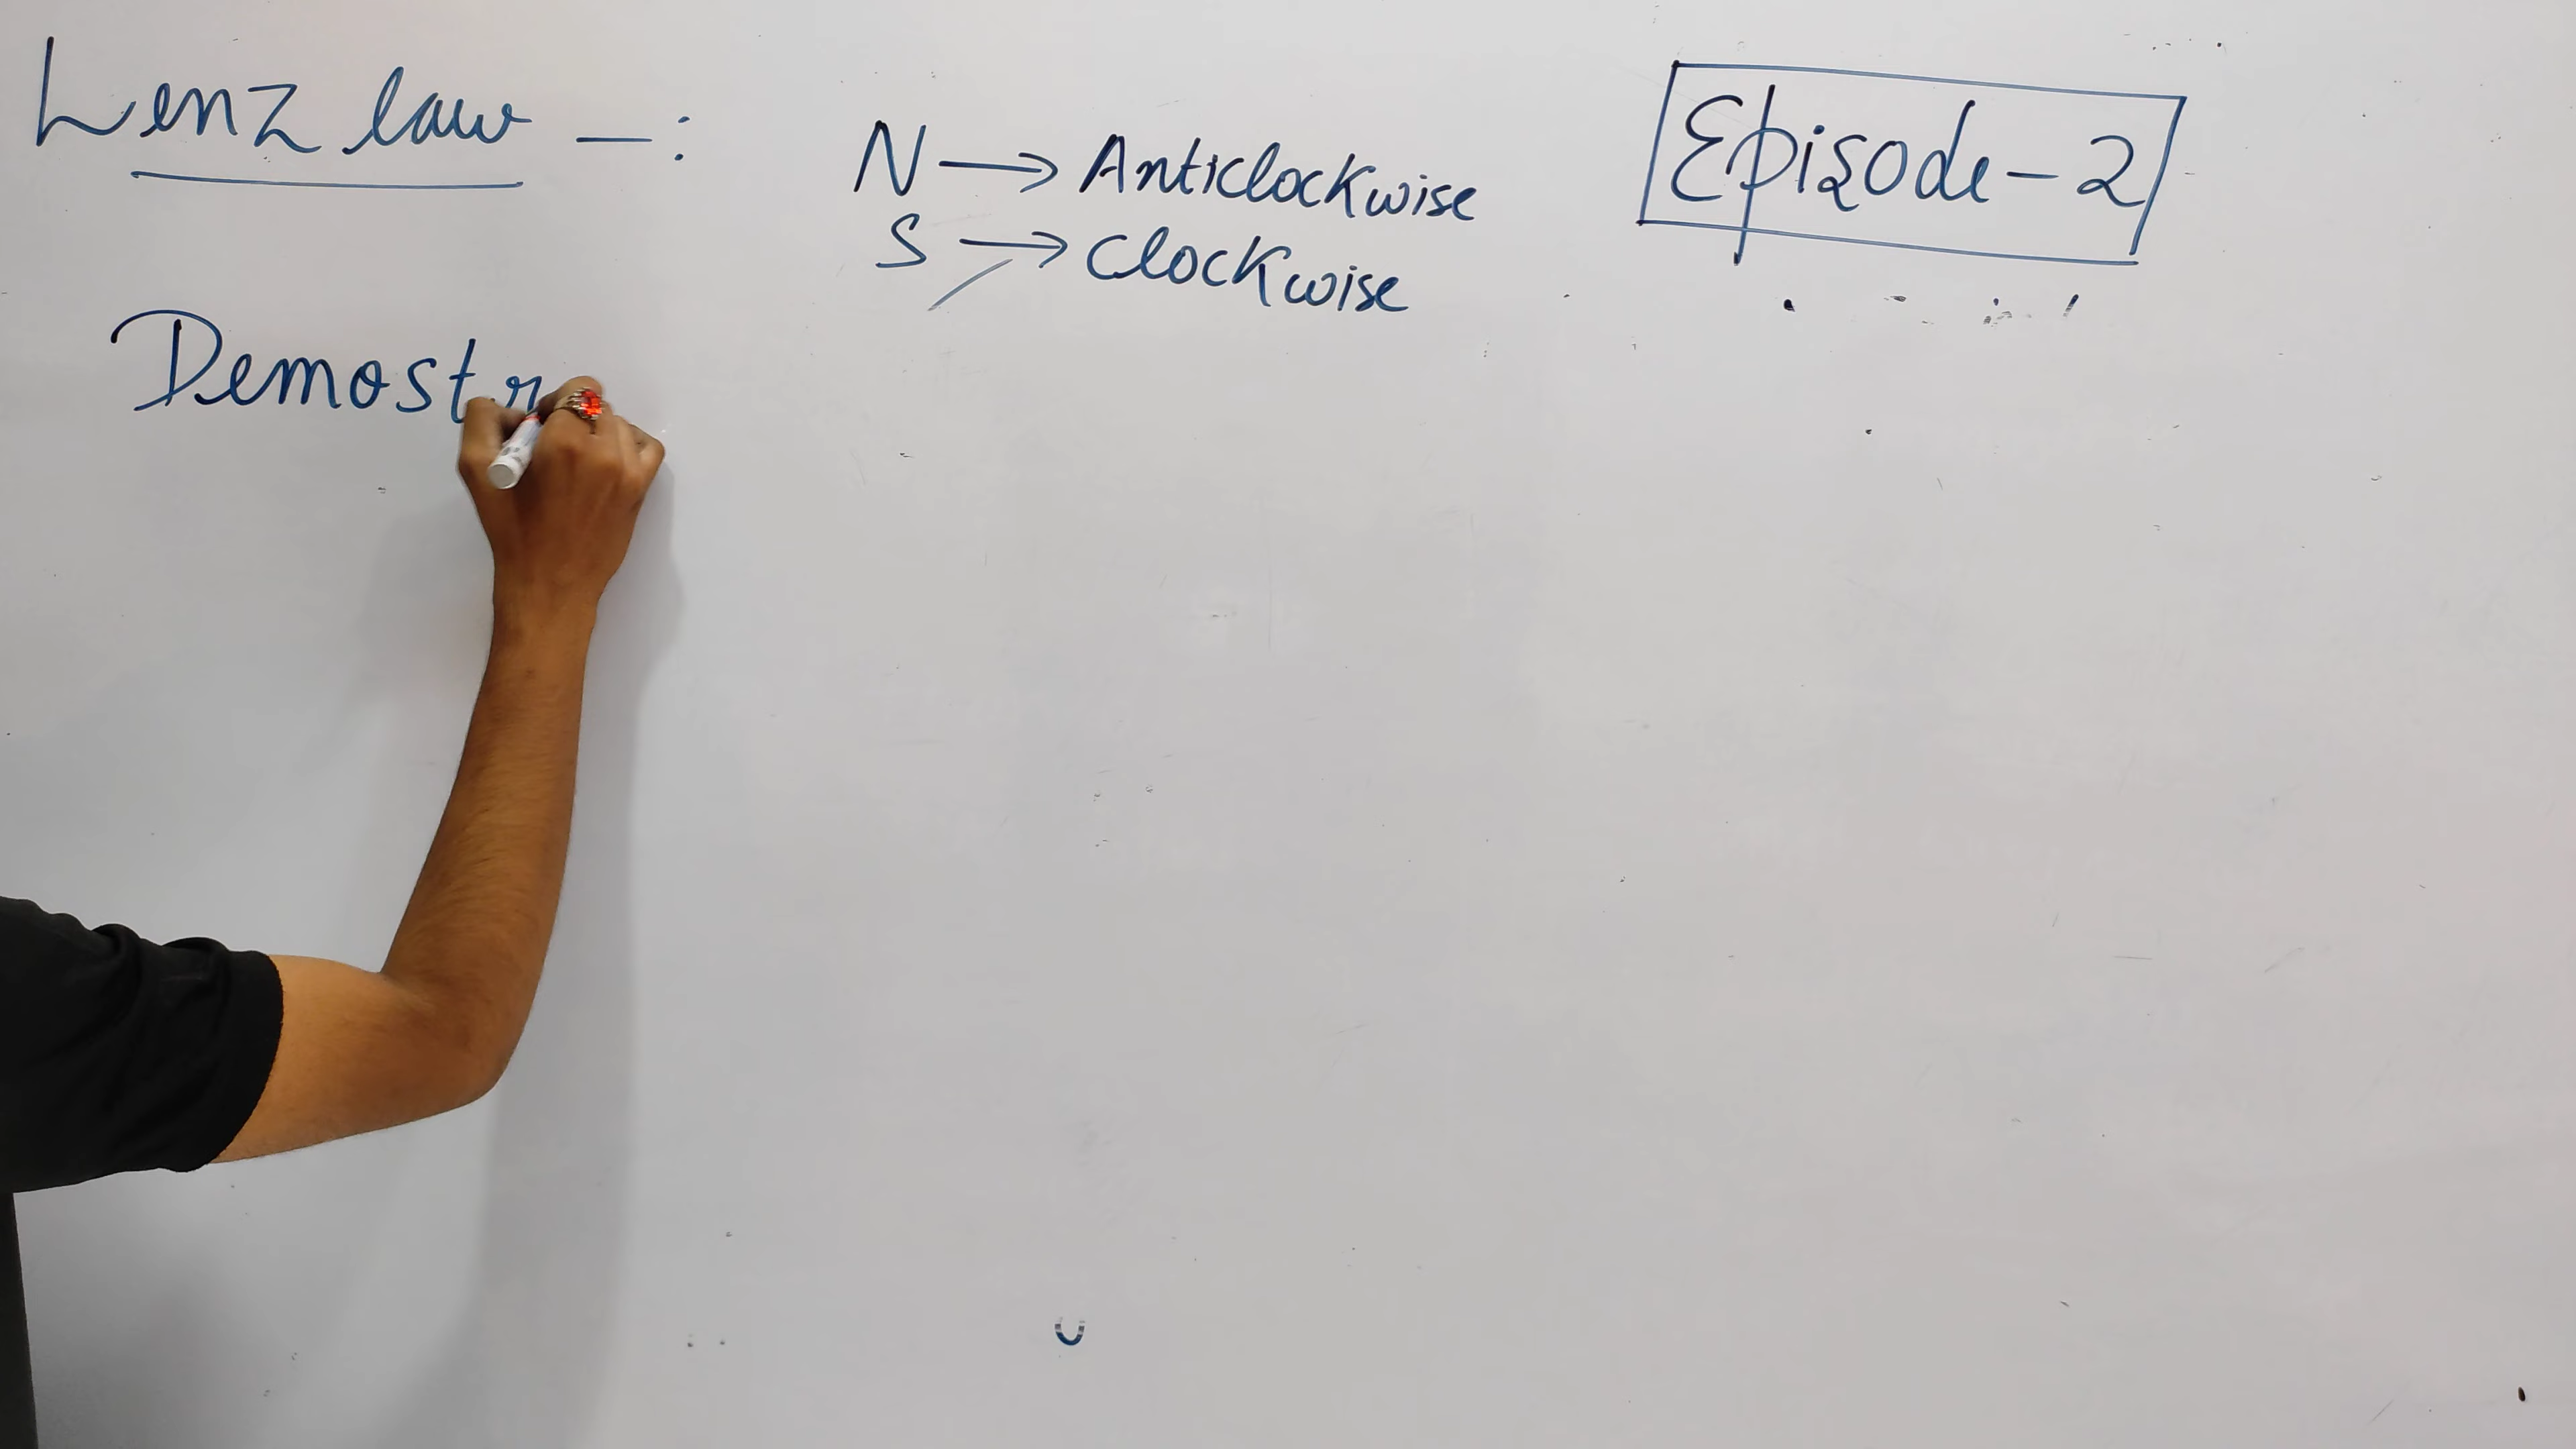 Lenz law -:
N → Anticlockwise
S → Clockwise
Episode-2
Demostr